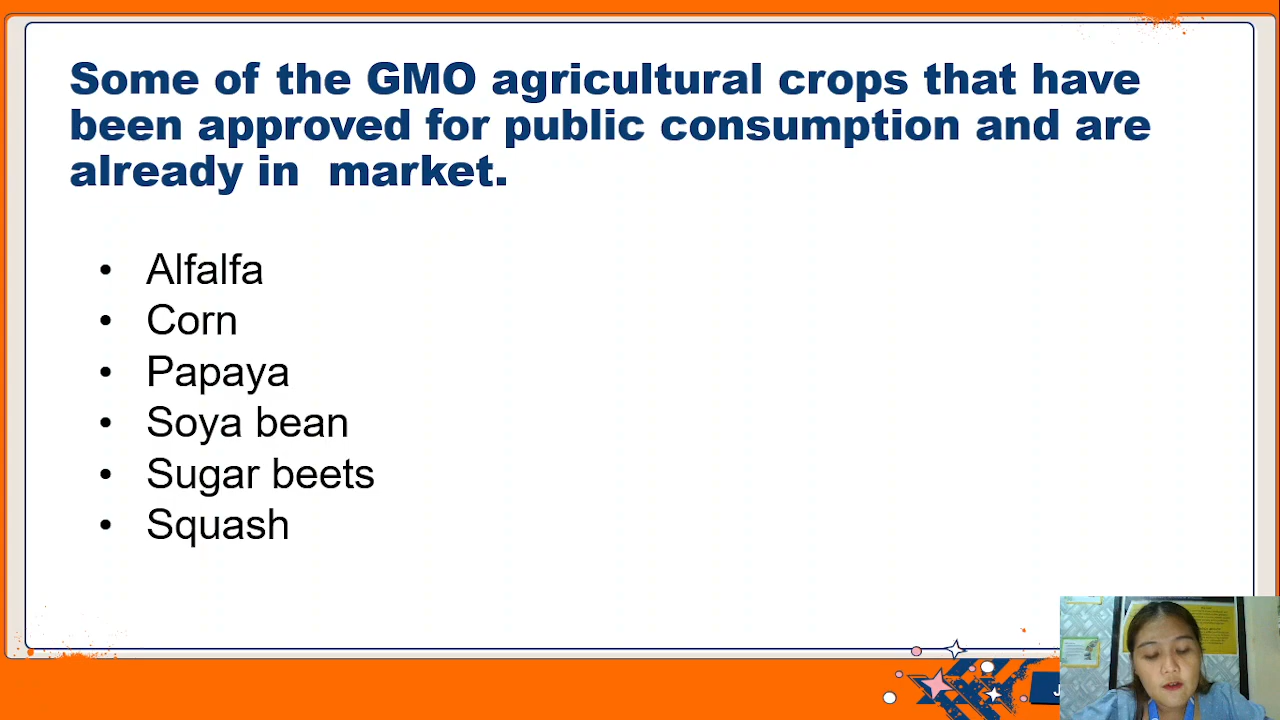 Some of the GMO agricultural crops that have
been approved for public consumption and are
already in  market.
• Alfalfa
• Corn
• Papaya
• Soya bean
• Sugar beets
• Squash